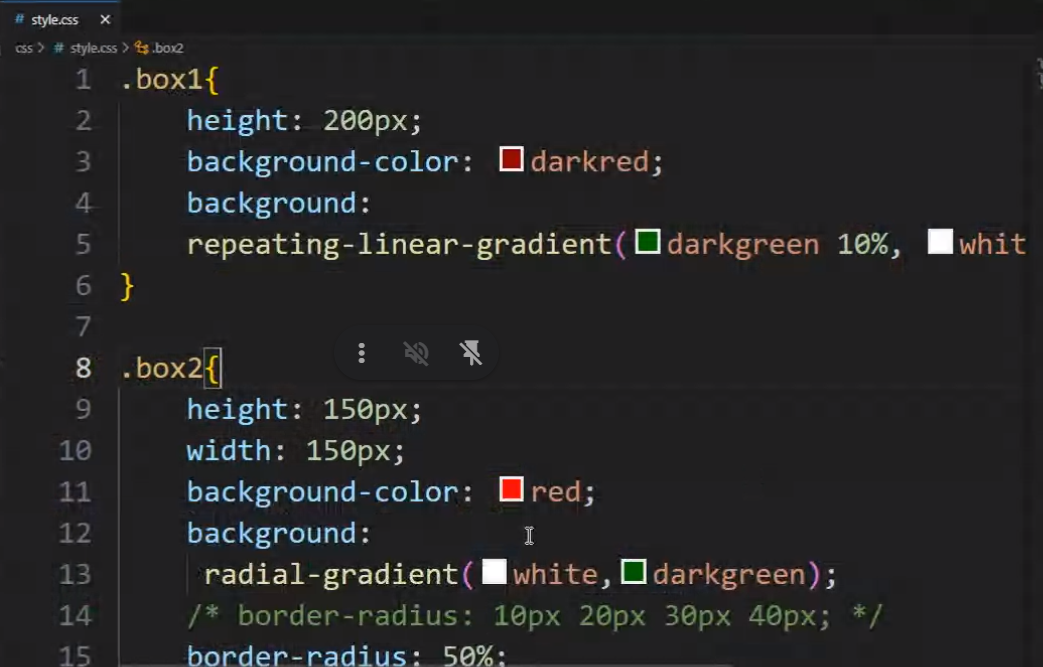 # style.css ×
css > # style.css > .box2
1 .box1{
2 height: 200px;
3 background-color: darkred;
4 background:
5 repeating-linear-gradient(darkgreen 10%, whit
6 }
7
8 .box2{
9 height: 150px;
10 width: 150px;
11 background-color: red;
12 background:
13 radial-gradient(white,darkgreen);
14 /* border-radius: 10px 20px 30px 40px; */
15 border-radius: 50%;